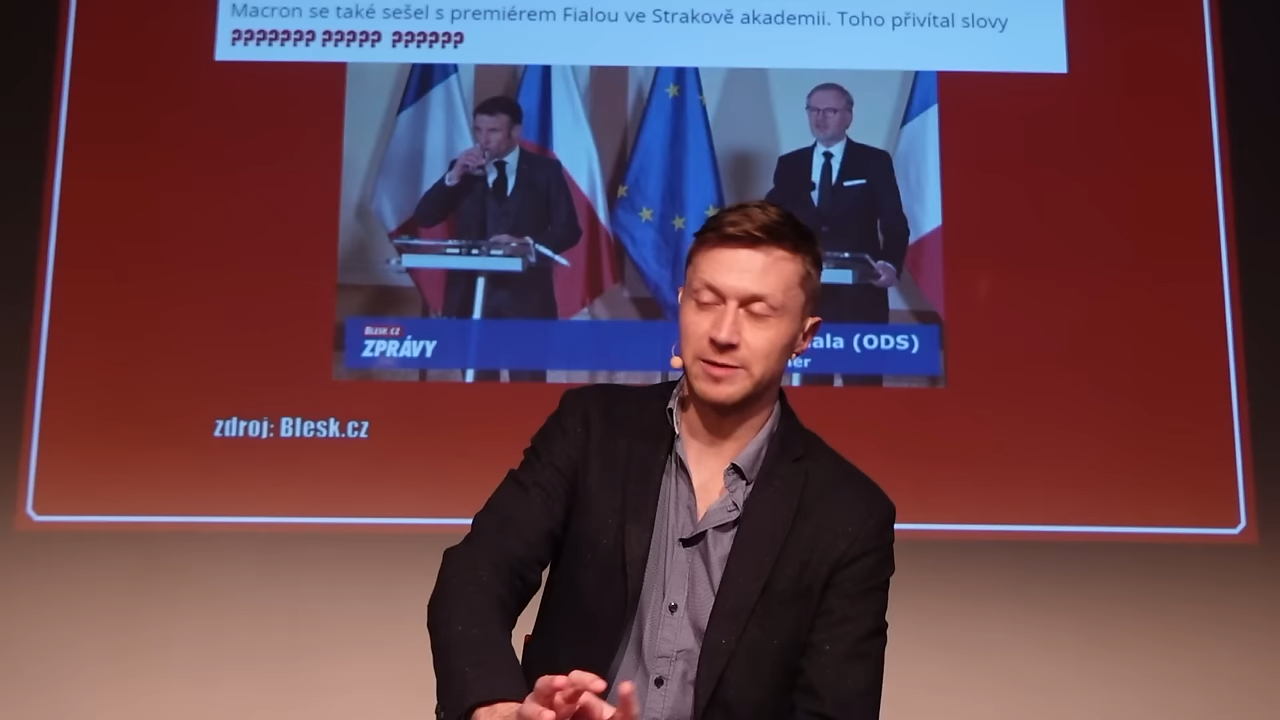 Macron se také sešel s premiérem Fialou ve Strakově akademii. Toho přivítal slovy
??????? ????? ??????
BLESK.CZ
ZPRÁVY
ala (ODS)
zdroj: Blesk.cz